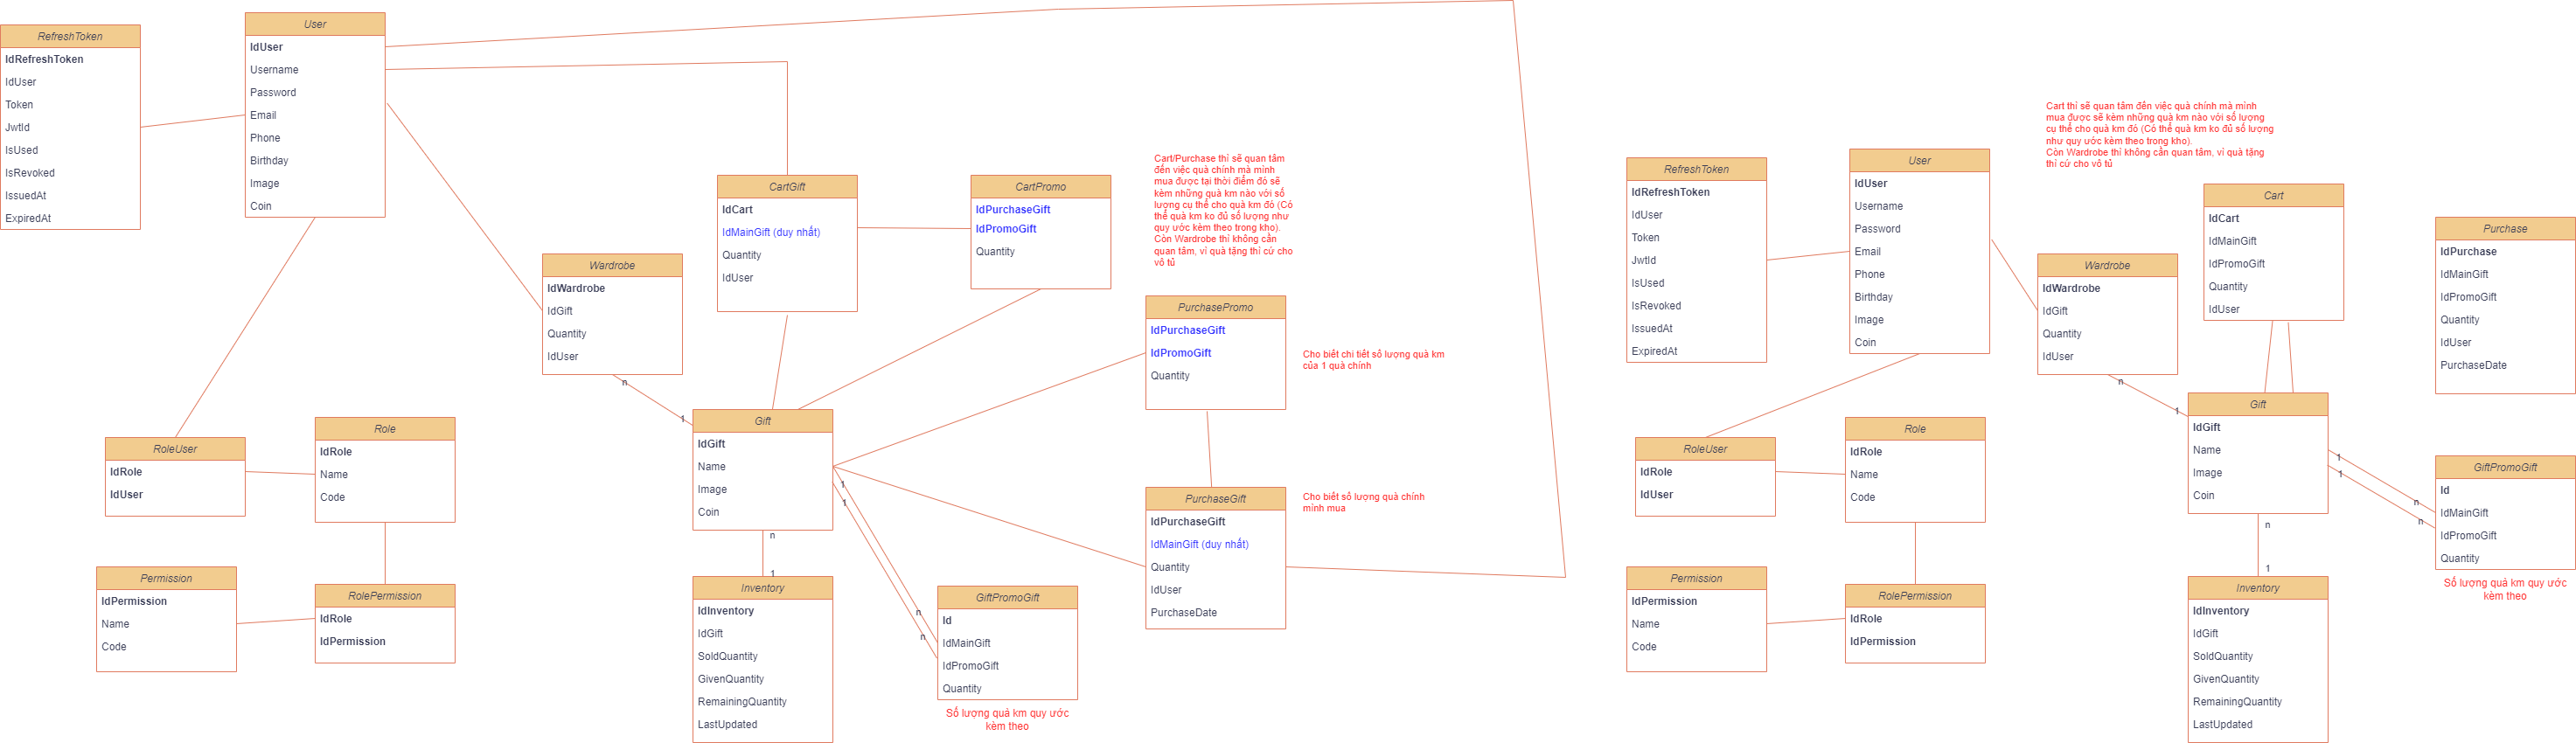 RefreshToken
IdRefreshToken
IdUser
Token
JwtId
IsUsed
IsRevoked
IssuedAt
ExpiredAt
User
IdUser
Username
Password
Email
Phone
Birthday
Image
Coin
CartGift
IdCart
IdMainGift (duy nhất)
Quantity
IdUser
CartPromo
IdPurchaseGift
IdPromoGift
Quantity
Cart/Purchase thì sẽ quan tâm
đến việc quà chính mà mình
mua được tại thời điểm đó sẽ
kèm những quà km nào với số
lượng cụ thể cho quà km đó (Có
thể quà km ko đủ số lượng như
quy ước kèm theo trong kho).
Còn Wardrobe thì không cần
quan tâm, vì quà tặng thì cứ cho
vô tủ
Wardrobe
IdWardrobe
IdGift
Quantity
IdUser
PurchasePromo
IdPurchaseGift
IdPromoGift
Quantity
Cho biết chi tiết số lượng quà km
của 1 quà chính
n
1
Gift
IdGift
Name
Image
Coin
1
1
n
1
n
n
RoleUser
IdRole
IdUser
Role
IdRole
Name
Code
PurchaseGift
IdPurchaseGift
IdMainGift (duy nhất)
Quantity
IdUser
PurchaseDate
Cho biết số lượng quà chính
mình mua
Permission
IdPermission
Name
Code
RolePermission
IdRole
IdPermission
Inventory
IdInventory
IdGift
SoldQuantity
GivenQuantity
RemainingQuantity
LastUpdated
GiftPromoGift
Id
IdMainGift
IdPromoGift
Quantity
Số lượng quà km quy ước
kèm theo
Cart thì sẽ quan tâm đến việc quà chính mà mình
mua được sẽ kèm những quà km nào với số lượng
cụ thể cho quà km đó (Có thể quà km ko đủ số lượng
như quy ước kèm theo trong kho).
Còn Wardrobe thì không cần quan tâm, vì quà tặng
thì cứ cho vô tủ
RefreshToken
IdRefreshToken
IdUser
Token
JwtId
IsUsed
IsRevoked
IssuedAt
ExpiredAt
User
IdUser
Username
Password
Email
Phone
Birthday
Image
Coin
Wardrobe
IdWardrobe
IdGift
Quantity
IdUser
Cart
IdCart
IdMainGift
IdPromoGift
Quantity
IdUser
Purchase
IdPurchase
IdMainGift
IdPromoGift
Quantity
IdUser
PurchaseDate
n
1
Gift
IdGift
Name
Image
Coin
1
1
n
n
n
1
RoleUser
IdRole
IdUser
Role
IdRole
Name
Code
GiftPromoGift
Id
IdMainGift
IdPromoGift
Quantity
Số lượng quà km quy ước
kèm theo
Permission
IdPermission
Name
Code
RolePermission
IdRole
IdPermission
Inventory
IdInventory
IdGift
SoldQuantity
GivenQuantity
RemainingQuantity
LastUpdated